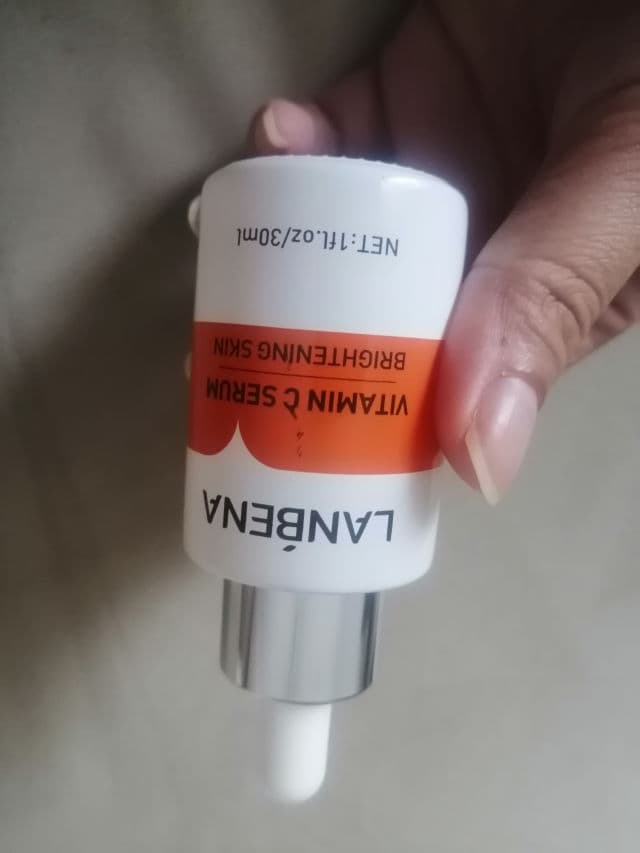 LANBENA
VITAMIN C SERUM
BRIGHTENING SKIN
NET:1fl.oz/30ml